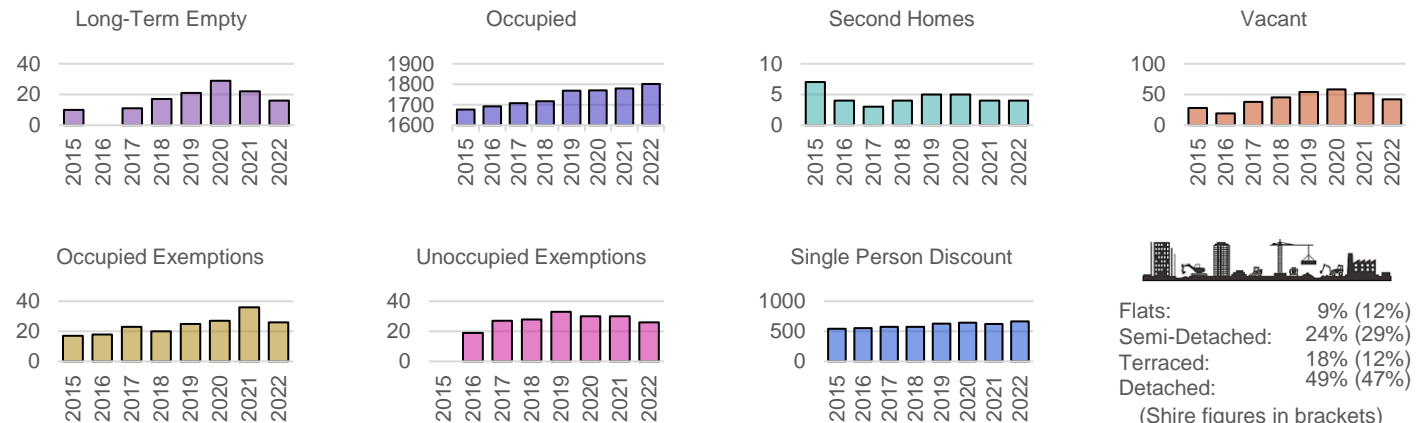 Long-Term Empty
40
20
0
2015 2016 2017 2018 2019 2020 2021 2022
Occupied
1900
1800
1700
1600
2015 2016 2017 2018 2019 2020 2021 2022
Second Homes
10
5
0
2015 2016 2017 2018 2019 2020 2021 2022
Vacant
100
50
0
2015 2016 2017 2018 2019 2020 2021 2022
Occupied Exemptions
40
20
0
2015 2016 2017 2018 2019 2020 2021 2022
Unoccupied Exemptions
40
20
0
2015 2016 2017 2018 2019 2020 2021 2022
Single Person Discount
1000
500
0
2015 2016 2017 2018 2019 2020 2021 2022
Flats: 9% (12%)
Semi-Detached: 24% (29%)
Terraced: 18% (12%)
Detached: 49% (47%)
(Shire figures in brackets)